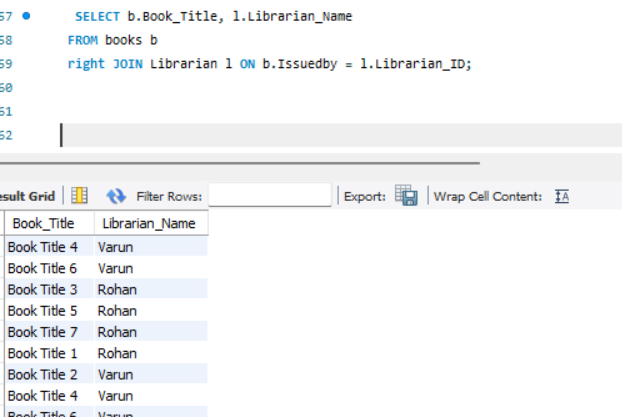 57 SELECT b.Book_Title, l.Librarian_Name
58 FROM books b
59 right JOIN Librarian l ON b.Issuedby = l.Librarian_ID;
60
61
62
esult Grid Filter Rows: Export: Wrap Cell Content:
Book_Title Librarian_Name
Book Title 4 Varun
Book Title 6 Varun
Book Title 3 Rohan
Book Title 5 Rohan
Book Title 7 Rohan
Book Title 1 Rohan
Book Title 2 Varun
Book Title 4 Varun
Book Title 6 Varun